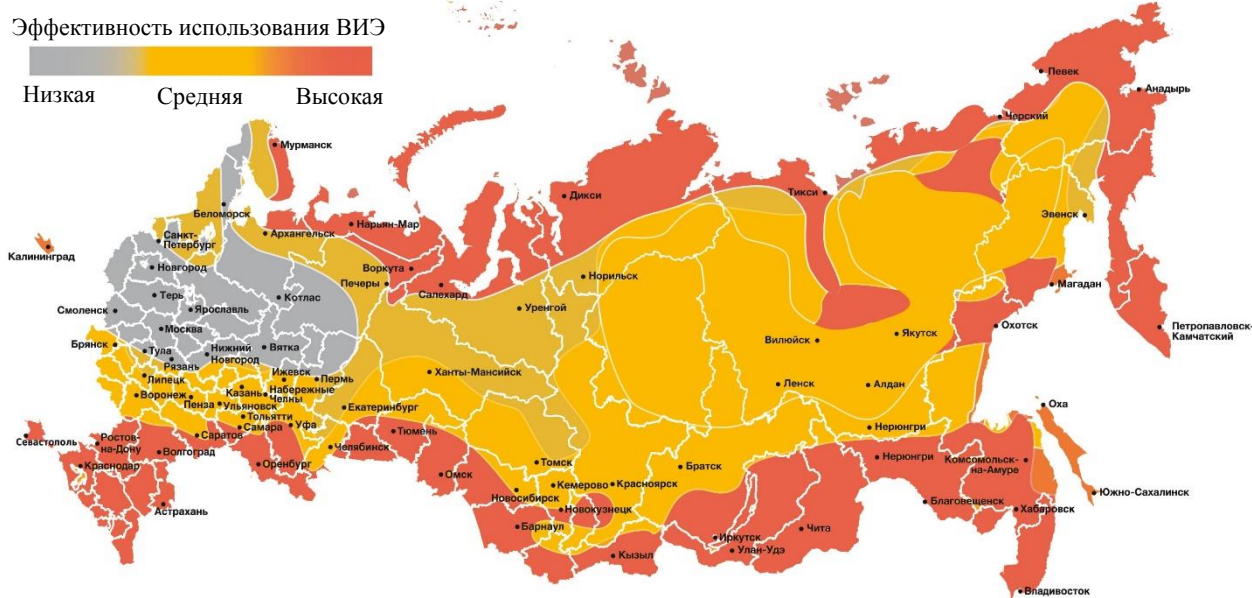 Эффективность использования ВИЭ
Низкая
Средняя
Высокая
Певек
Анадырь
Черский
Мурманск
Тикси
Дикси
Беломорск
Нарьян-Мар
Эвенск
Санкт-
Петербург
Архангельск
Калининград
Новгород
Воркута
Норильск
Печеры
Салехард
Магадан
Терь
Котлас
Уренгой
Смоленск
Ярославль
Москва
Якутск
Охотск
Петропавловск-
Камчатский
Брянск
Тула
Нижний
Новгород
Вятка
Вилюйск
Рязань
Ижевск
Ханты-Мансийск
Липецк
Пермь
Казань
Набережные
Челны
Ленск
Алдан
Воронеж
Пенза
Ульяновск
Екатеринбург
Оха
Тольятти
Севастополь
Ростов-
на-Дону
Саратов
Самара
Уфа
Тюмень
Нерюнгри
Челябинск
Волгоград
Краснодар
Оренбург
Томск
Братск
Нерюнгри
Комсомольск-
на-Амуре
Омск
Кемерово
Красноярск
Новосибирск
Южно-Сахалинск
Астрахань
Новокузнецк
Благовещенск
Хабаровск
Барнаул
Чита
Иркутск
Кызыл
Улан-Удэ
Владивосток